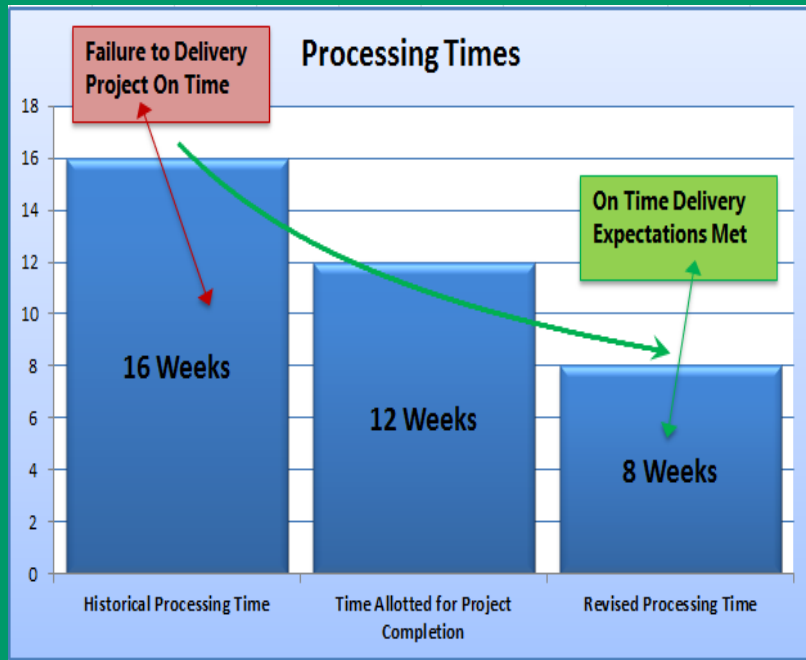 Failure to Delivery
Project On Time
Processing Times
18
16
14
12
10
8
6
4
2
0
On Time Delivery
Expectations Met
16 Weeks
12 Weeks
8 Weeks
Historical Processing Time
Time Allotted for Project
Completion
Revised Processing Time